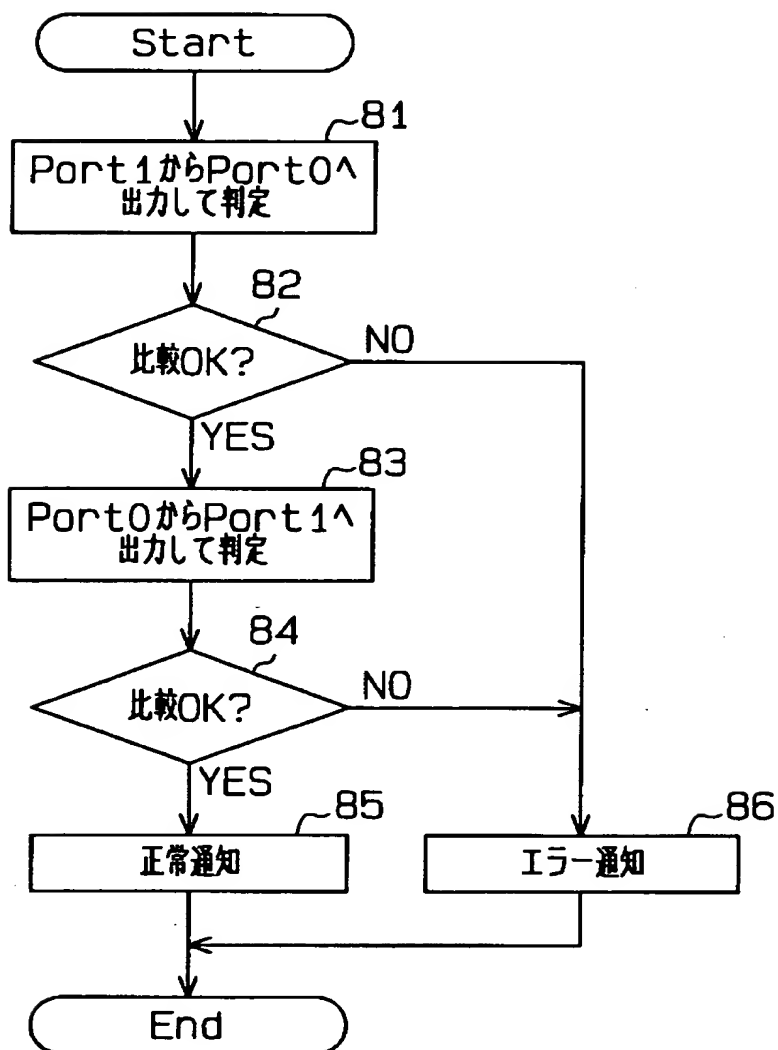 Start
81
Port1からPort0へ
出力して判定
82
比較OK?
NO
YES
83
Port0からPort1へ
出力して判定
84
比較OK?
NO
YES
85
正常通知
86
エラー通知
End